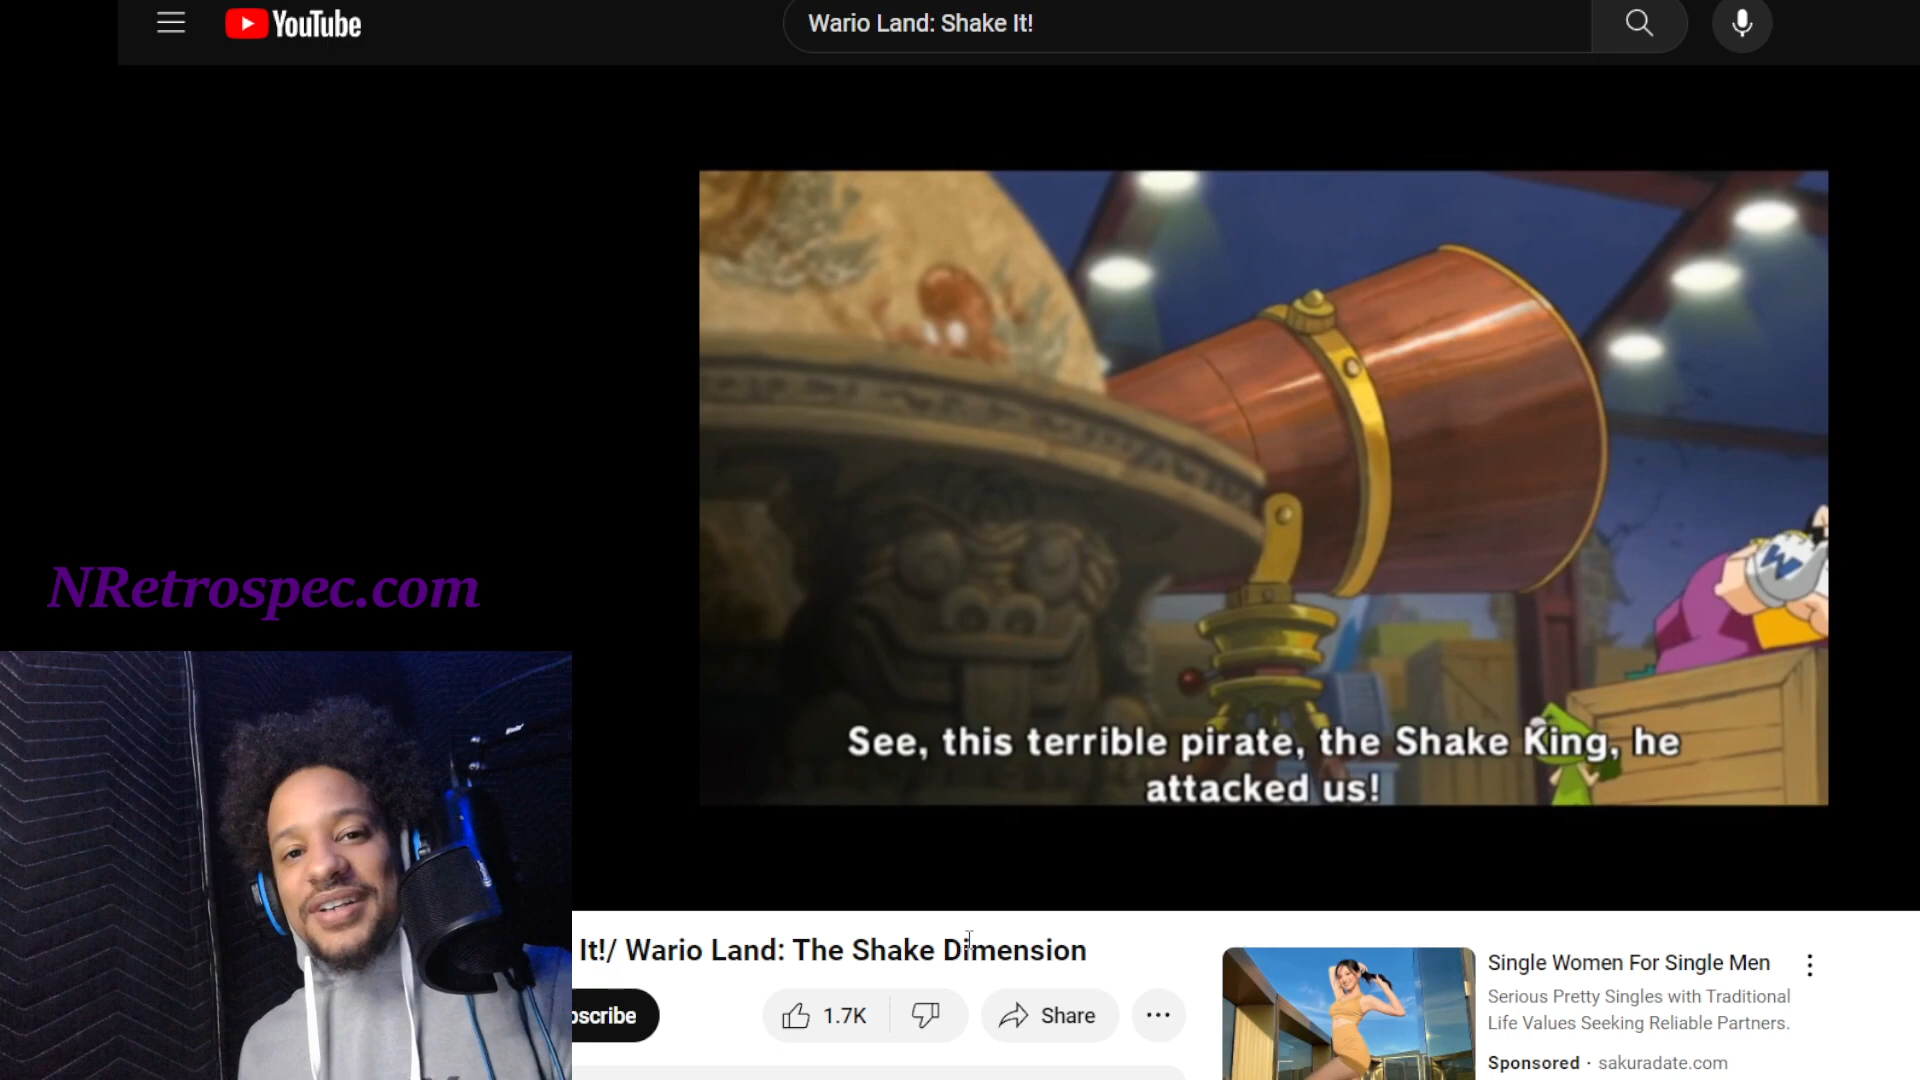 YouTube
Wario Land: Shake It!
W
See, this terrible pirate, the Shake King, he
attacked us!
NRetrospec.com
It!/ Wario Land: The Shake Dimension
bscribe
1.7K
Share
Single Women For Single Men
Serious Pretty Singles with Traditional
Life Values Seeking Reliable Partners.
Sponsored · sakuradate.com